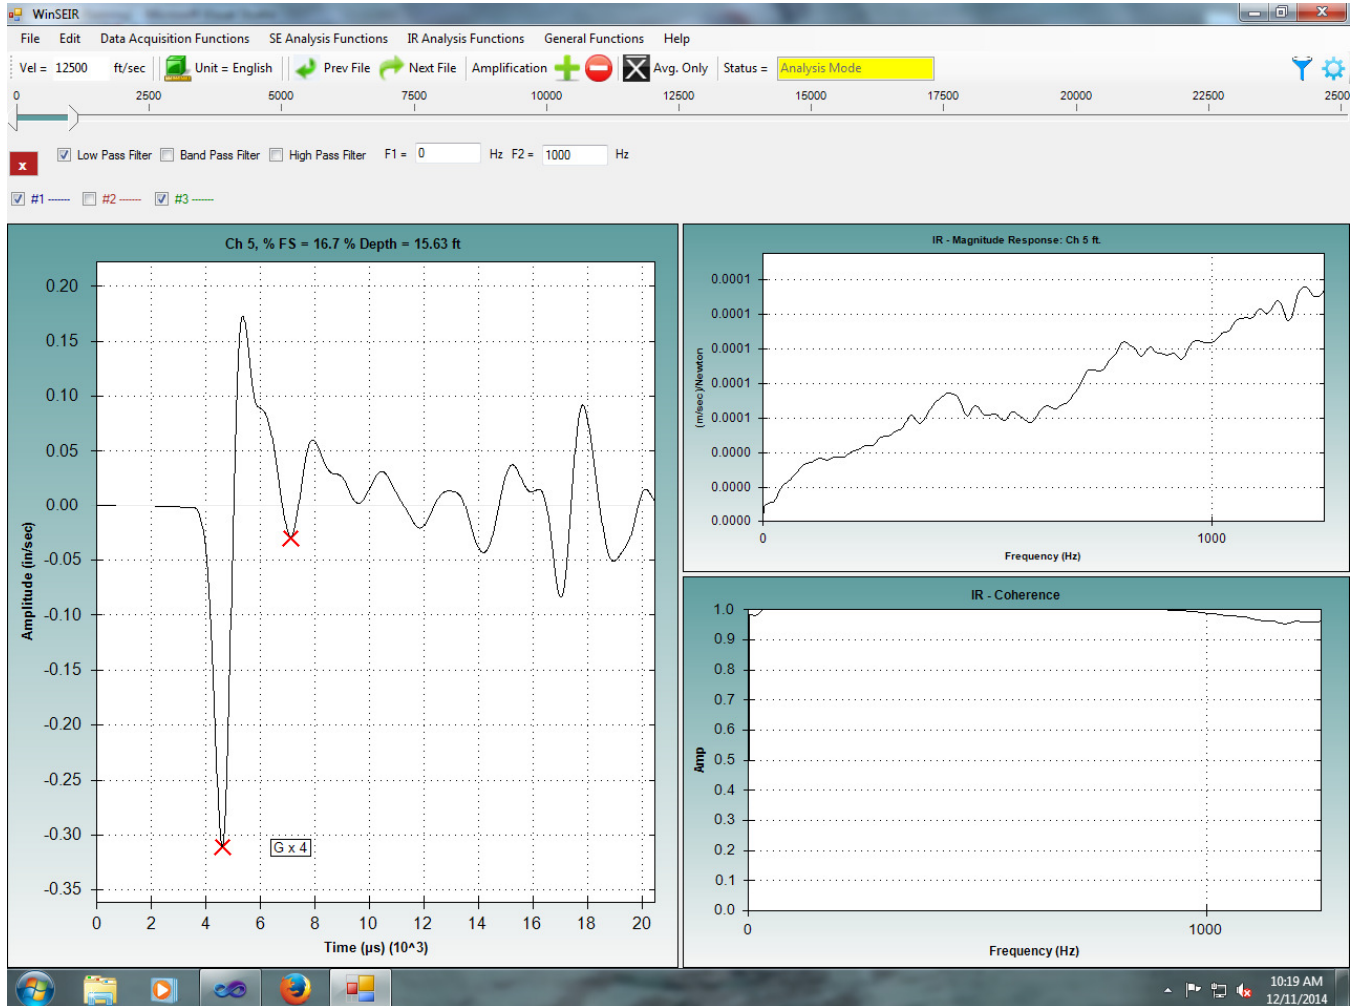 WinSEIR
File Edit Data Acquisition Functions SE Analysis Functions IR Analysis Functions General Functions Help
Vel = 12500 ft/sec Unit = English Prev File Next File Amplification Avg. Only Status = Analysis Mode
0 2500 5000 7500 10000 12500 15000 17500 20000 22500 2500
x Low Pass Filter Band Pass Filter High Pass Filter F1 = 0 Hz F2 = 1000 Hz
#1 ------- #2 ------- #3 -------
Ch 5, % FS = 16.7 % Depth = 15.63 ft
0.20
0.15
0.10
0.05
0.00
-0.05
-0.10
-0.15
-0.20
-0.25
-0.30
-0.35
Amplitude (in/sec)
G x 4
0 2 4 6 8 10 12 14 16 18 20
Time (µs) (10^3)
IR - Magnitude Response: Ch 5 ft.
0.0001
0.0001
0.0001
0.0001
0.0001
0.0000
0.0000
0.0000
(m/sec)/Newton
0 1000
Frequency (Hz)
IR - Coherence
1.0
0.9
0.8
0.7
0.6
0.5
0.4
0.3
0.2
0.1
0.0
Amp
0 1000
Frequency (Hz)
10:19 AM
12/11/2014